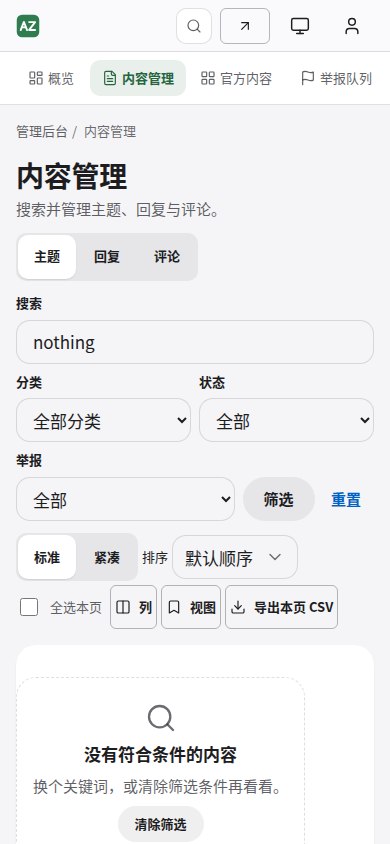 AZ
概览 内容管理 官方内容 举报队列
管理后台 / 内容管理
内容管理
搜索并管理主题、回复与评论。
主题 回复 评论
搜索
nothing
分类 状态
全部分类 全部
举报
全部 筛选 重置
标准 紧凑 排序 默认顺序
全选本页 列 视图 导出本页 CSV
没有符合条件的内容
换个关键词，或清除筛选条件再看看。
清除筛选